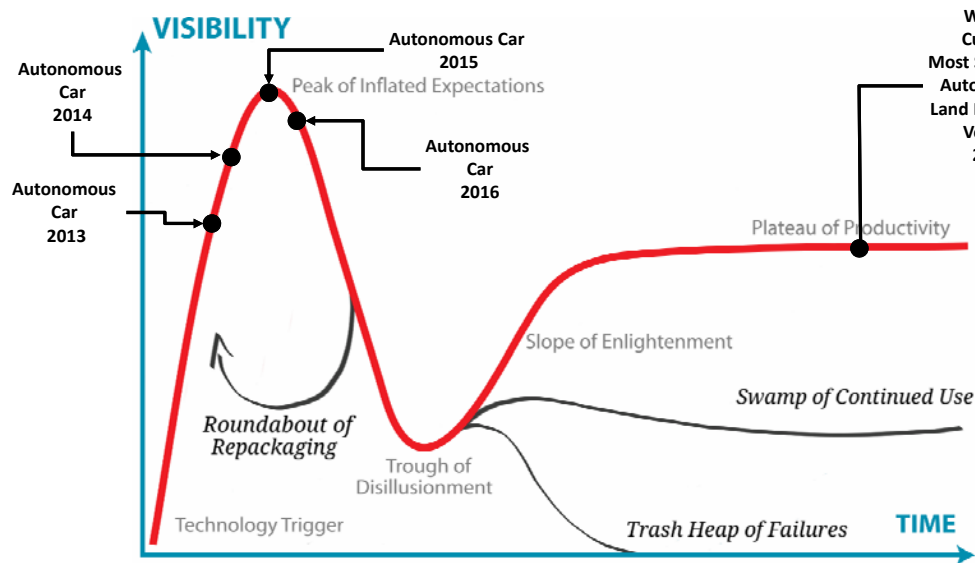 VISIBILITY
Autonomous Car
2015
Peak of Inflated Expectations
Autonomous
Car
2014
Autonomous
Car
2016
Autonomous
Car
2013
Most
Land
Plateau of Productivity
Slope of Enlightenment
Swamp of Continued Use
Roundabout of
Repackaging
Trough of
Disillusionment
Technology Trigger
Trash Heap of Failures
TIME